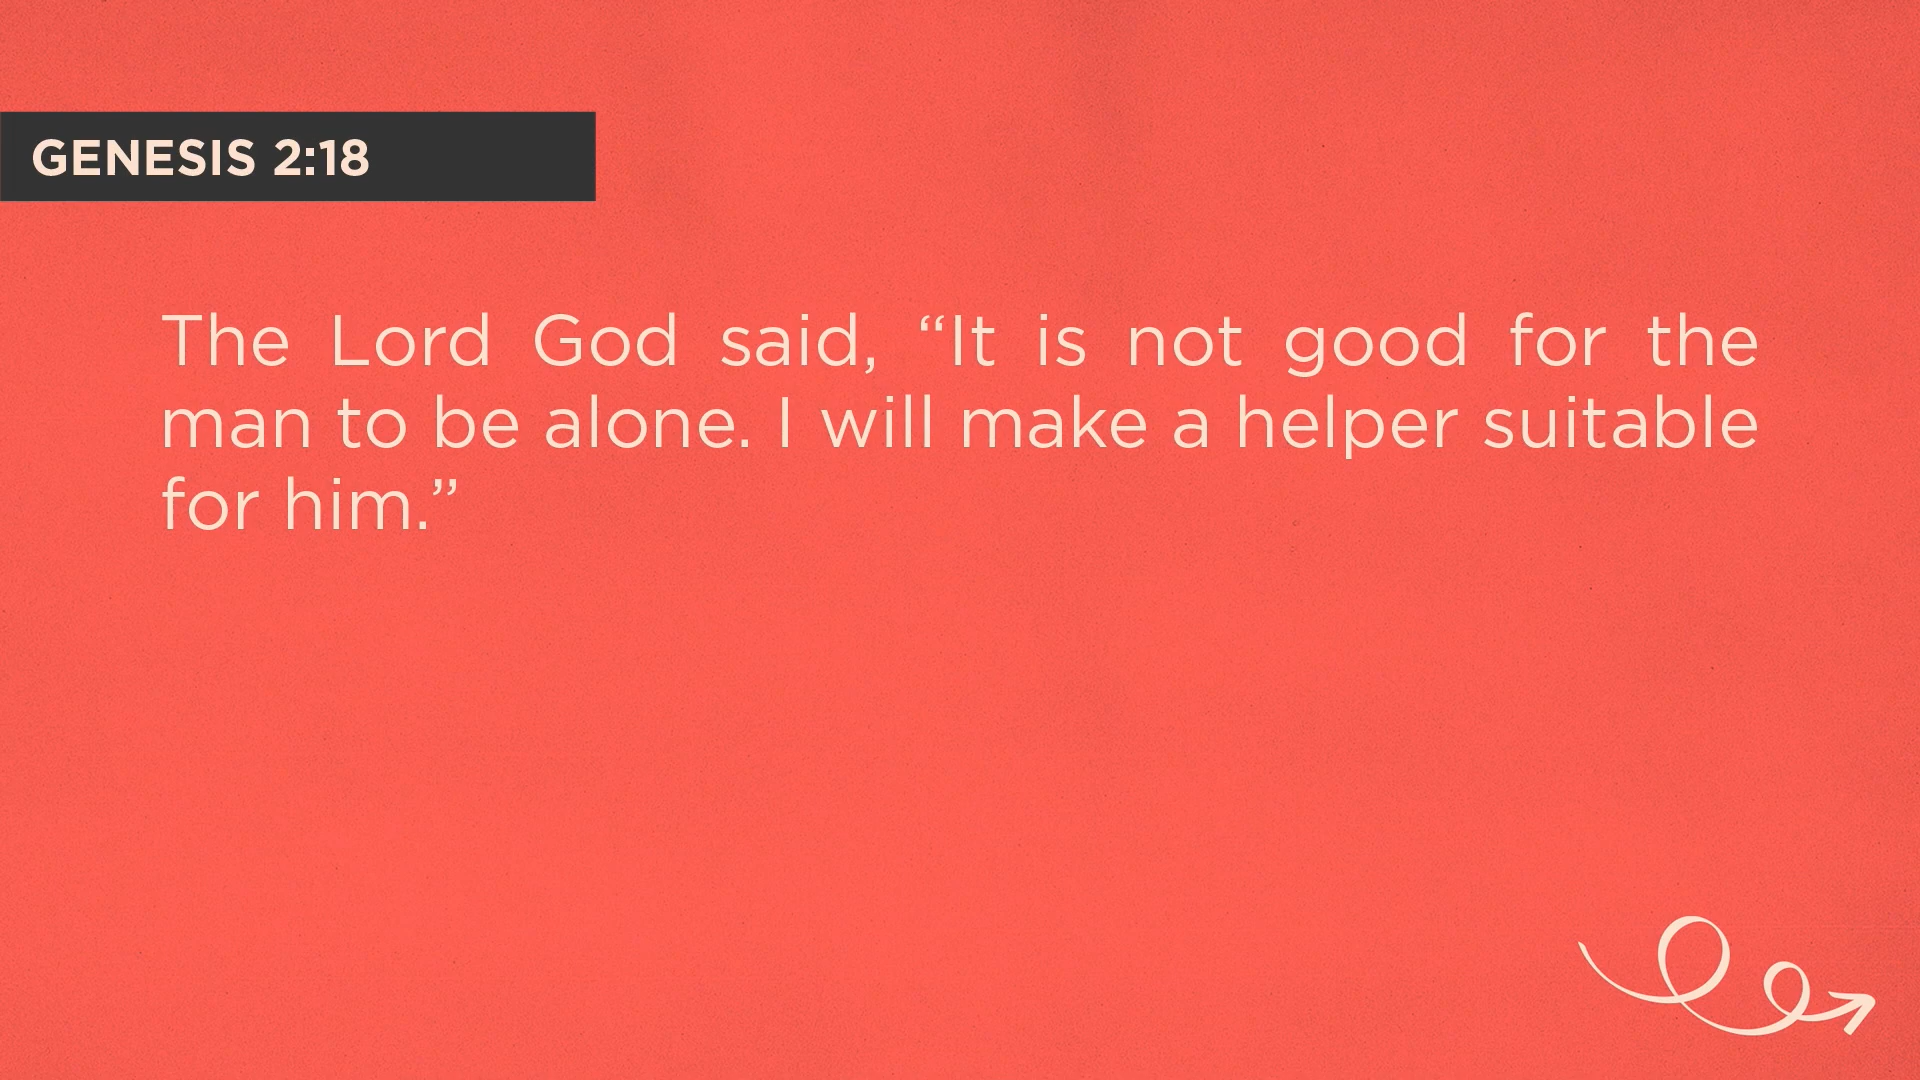 GENESIS 2:18
The Lord God said, “It is not good for the
man to be alone. I will make a helper suitable
for him.”